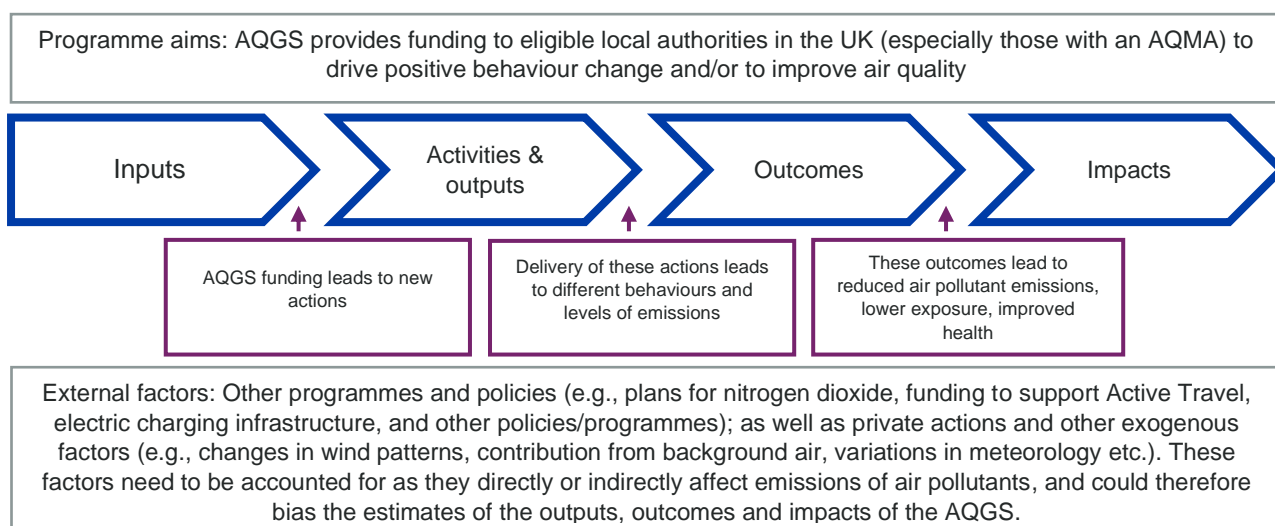 Programme aims: AQGS provides funding to eligible local authorities in the UK (especially those with an AQMA) to
drive positive behaviour change and/or to improve air quality
Inputs
Activities &
outputs
Outcomes
Impacts
AQGS funding leads to new
actions
Delivery of these actions leads
to different behaviours and
levels of emissions
These outcomes lead to
reduced air pollutant emissions,
lower exposure, improved
health
External factors: Other programmes and policies (e.g., plans for nitrogen dioxide, funding to support Active Travel,
electric charging infrastructure, and other policies/programmes); as well as private actions and other exogenous
factors (e.g., changes in wind patterns, contribution from background air, variations in meteorology etc.). These
factors need to be accounted for as they directly or indirectly affect emissions of air pollutants, and could therefore
bias the estimates of the outputs, outcomes and impacts of the AQGS.